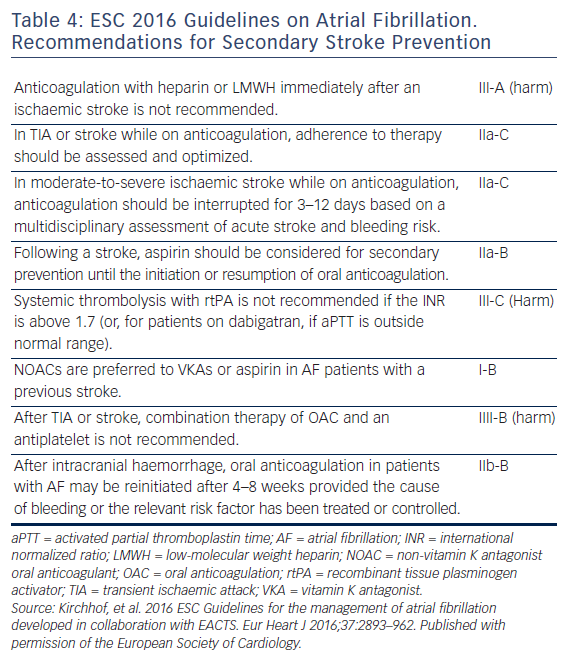 Table 4: ESC 2016 Guidelines on Atrial Fibrillation.
Recommendations for Secondary Stroke Prevention
Anticoagulation with heparin or LMWH immediately after an III-A (harm)
ischaemic stroke is not recommended.
In TIA or stroke while on anticoagulation, adherence to therapy IIa-C
should be assessed and optimized.
In moderate-to-severe ischaemic stroke while on anticoagulation, IIa-C
anticoagulation should be interrupted for 3–12 days based on a
multidisciplinary assessment of acute stroke and bleeding risk.
Following a stroke, aspirin should be considered for secondary IIa-B
prevention until the initiation or resumption of oral anticoagulation.
Systemic thrombolysis with rtPA is not recommended if the INR III-C (Harm)
is above 1.7 (or, for patients on dabigatran, if aPTT is outside
normal range).
NOACs are preferred to VKAs or aspirin in AF patients with a I-B
previous stroke.
After TIA or stroke, combination therapy of OAC and an IIII-B (harm)
antiplatelet is not recommended.
After intracranial haemorrhage, oral anticoagulation in patients IIb-B
with AF may be reinitiated after 4–8 weeks provided the cause
of bleeding or the relevant risk factor has been treated or controlled.
aPTT = activated partial thromboplastin time; AF = atrial fibrillation; INR = international
normalized ratio; LMWH = low-molecular weight heparin; NOAC = non-vitamin K antagonist
oral anticoagulant; OAC = oral anticoagulation; rtPA = recombinant tissue plasminogen
activator; TIA = transient ischaemic attack; VKA = vitamin K antagonist.
Source: Kirchhof, et al. 2016 ESC Guidelines for the management of atrial fibrillation
developed in collaboration with EACTS. Eur Heart J 2016;37:2893–962. Published with
permission of the European Society of Cardiology.